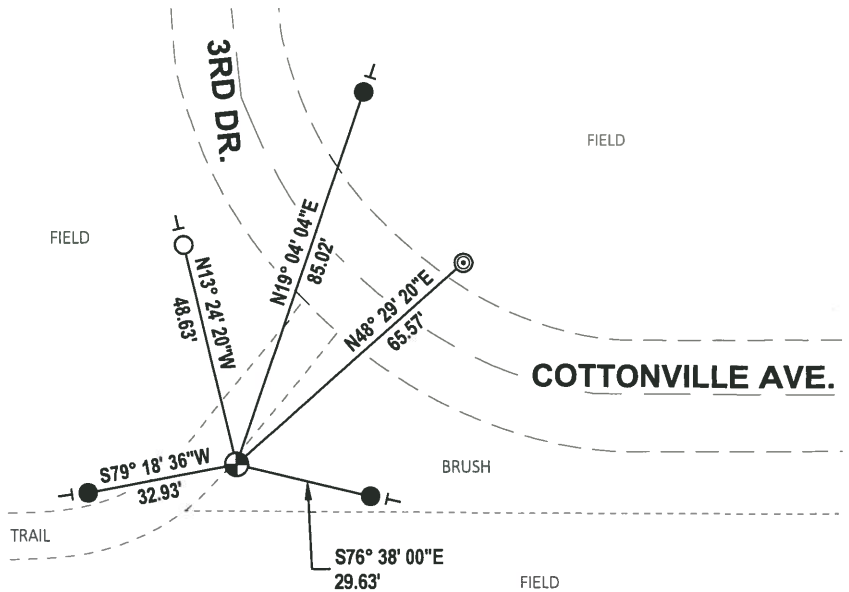 3RD DR.
FIELD
FIELD
N19° 04' 04"E
85.02'
N13° 24' 20"W
48.63'
N48° 29' 20"E
65.57'
COTTONVILLE AVE.
S79° 18' 36"W
32.93'
BRUSH
TRAIL
S76° 38' 00"E
29.63'
FIELD